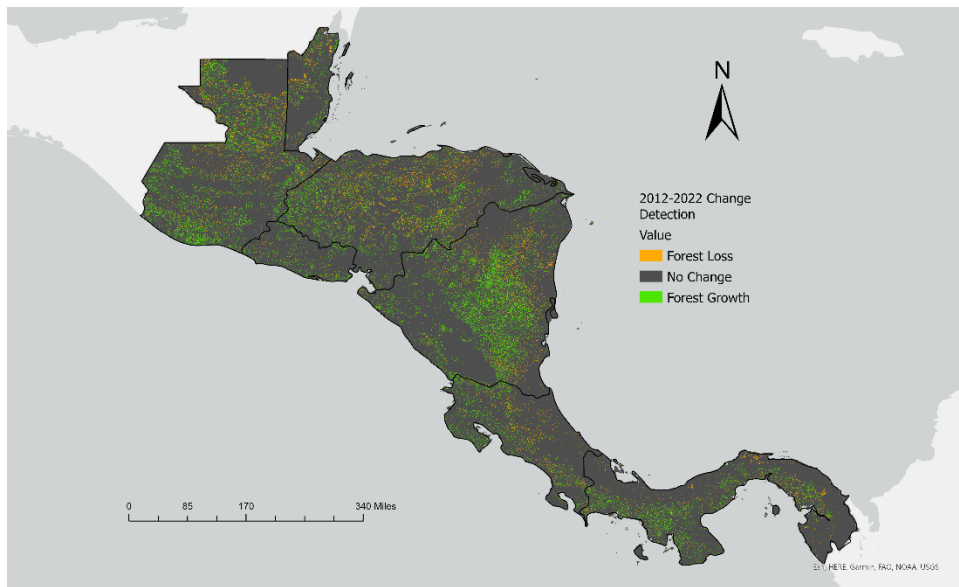 N
2012-2022 Change
Detection
Value
Forest Loss
No Change
Forest Growth
0 85 170 340 Miles
Esri, HERE, Garmin, FAO, NOAA, USGS